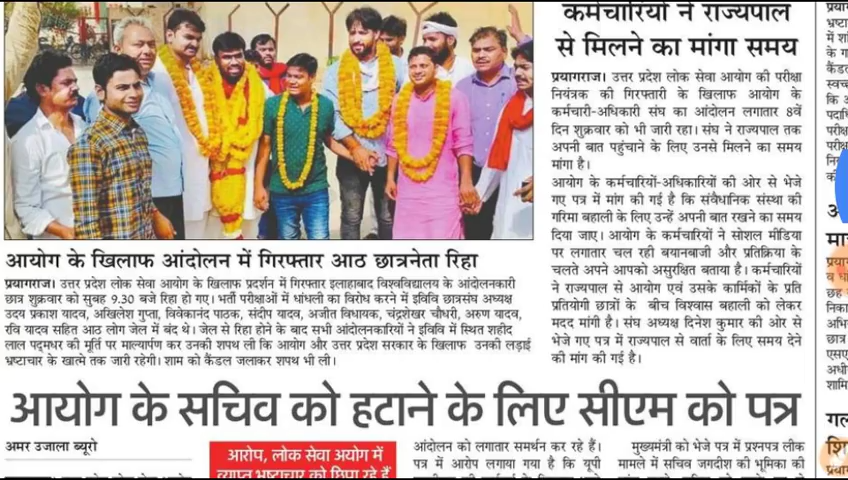 आयोग के खिलाफ आंदोलन में गिरफ्तार आठ छात्रनेता रिहा
प्रयागराज। उत्तर प्रदेश लोक सेवा आयोग के खिलाफ प्रदर्शन में गिरफ्तार इलाहाबाद विश्वविद्यालय के आंदोलनकारी
छात्र शुक्रवार को सुबह 9.30 बजे रिहा हो गए। भर्ती परीक्षाओं में धांधली का विरोध करने में इविवि छात्रसंघ अध्यक्ष
उदय प्रकाश यादव, अखिलेश गुप्ता, विवेकानंद पाठक, संदीप यादव, अजीत विधायक, चंद्रशेखर चौधरी, अरुण यादव,
रवि यादव सहित आठ लोग जेल में बंद थे। जेल से रिहा होने के बाद सभी आंदोलनकारियों ने इविवि में स्थित शहीद
लाल पद्मधर की मूर्ति पर माल्यार्पण कर उनकी शपथ ली कि आयोग और उत्तर प्रदेश सरकार के खिलाफ उनकी लड़ाई
भ्रष्टाचार के खात्मे तक जारी रहेगी। शाम को कैंडल जलाकर शपथ भी ली।
कर्मचारियों ने राज्यपाल
से मिलने का मांगा समय
प्रयागराज। उत्तर प्रदेश लोक सेवा आयोग की परीक्षा
नियंत्रक की गिरफ्तारी के खिलाफ आयोग के
कर्मचारी-अधिकारी संघ का आंदोलन लगातार 8वें
दिन शुक्रवार को भी जारी रहा। संघ ने राज्यपाल तक
अपनी बात पहुंचाने के लिए उनसे मिलने का समय
मांगा है।
आयोग के कर्मचारियों-अधिकारियों की ओर से भेजे
गए पत्र में मांग की गई है कि संवैधानिक संस्था की
गरिमा बहाली के लिए उन्हें अपनी बात रखने का समय
दिया जाए। आयोग के कर्मचारियों ने सोशल मीडिया
पर लगातार चल रही बयानबाजी और प्रतिक्रिया के
चलते अपने आपको असुरक्षित बताया है। कर्मचारियों
ने राज्यपाल से आयोग एवं उसके कार्मिकों के प्रति
प्रतियोगी छात्रों के बीच विश्वास बहाली को लेकर
मदद मांगी है। संघ अध्यक्ष दिनेश कुमार की ओर से
भेजे गए पत्र में राज्यपाल से वार्ता के लिए समय देने
की मांग की गई है।
आयोग के सचिव को हटाने के लिए सीएम को पत्र
अमर उजाला ब्यूरो
आरोप, लोक सेवा अयोग में
व्याप्त भ्रष्टाचार को छिपा रहे हैं
आंदोलन को लगातार समर्थन कर रहे हैं।
पत्र में आरोप लगाया गया है कि यूपी
मुख्यमंत्री को भेजे पत्र में प्रश्नपत्र लीक
मामले में सचिव जगदीश की भूमिका की